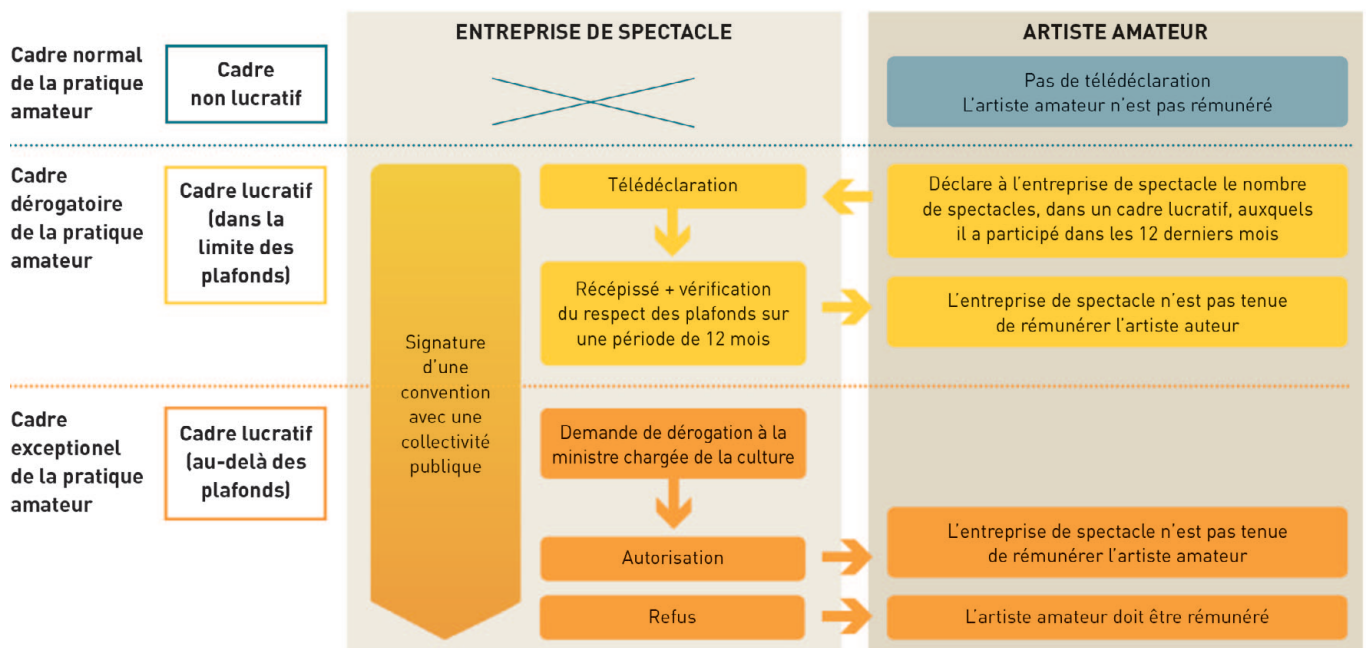 ENTREPRISE DE SPECTACLE
ARTISTE AMATEUR
Cadre normal
de la pratique
amateur
Cadre
non lucratif
Pas de télédéclaration
L'artiste amateur n'est pas rémunéré
Cadre
dérogatoire
de la pratique
amateur
Cadre lucratif
(dans la
limite des
plafonds)
Signature
d'une
convention
avec une
collectivité
publique
Télédéclaration
Déclare à l'entreprise de spectacle le nombre
de spectacles, dans un cadre lucratif, auxquels
il a participé dans les 12 derniers mois
Récépissé + vérification
du respect des plafonds sur
une période de 12 mois
L'entreprise de spectacle n'est pas tenue
de rémunérer l'artiste auteur
Cadre
exceptionel
de la pratique
amateur
Cadre lucratif
(au-delà des
plafonds)
Demande de dérogation à la
ministre chargée de la culture
Autorisation
L'entreprise de spectacle n'est pas tenue
de rémunérer l'artiste amateur
Refus
L'artiste amateur doit être rémunéré